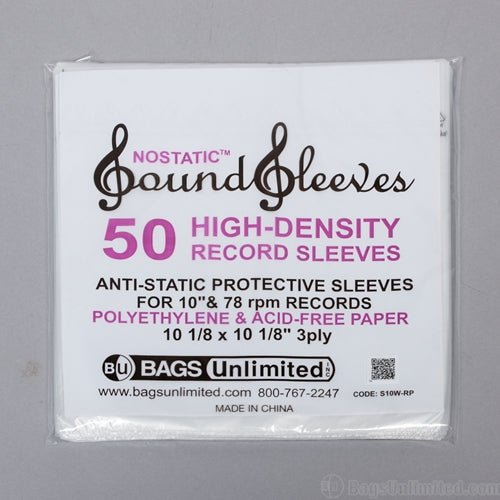 NOSTATIC™
SoundSleeves
50 HIGH-DENSITY
RECORD SLEEVES
ANTI-STATIC PROTECTIVE SLEEVES
FOR 10"& 78 rpm RECORDS
POLYETHYLENE & ACID-FREE PAPER
10 1/8 x 10 1/8" 3ply
BU BAGS Unlimited INC
www.bagsunlimited.com 800-767-2247
CODE: S10W-RP
MADE IN CHINA
BU BagsUnlimited.com